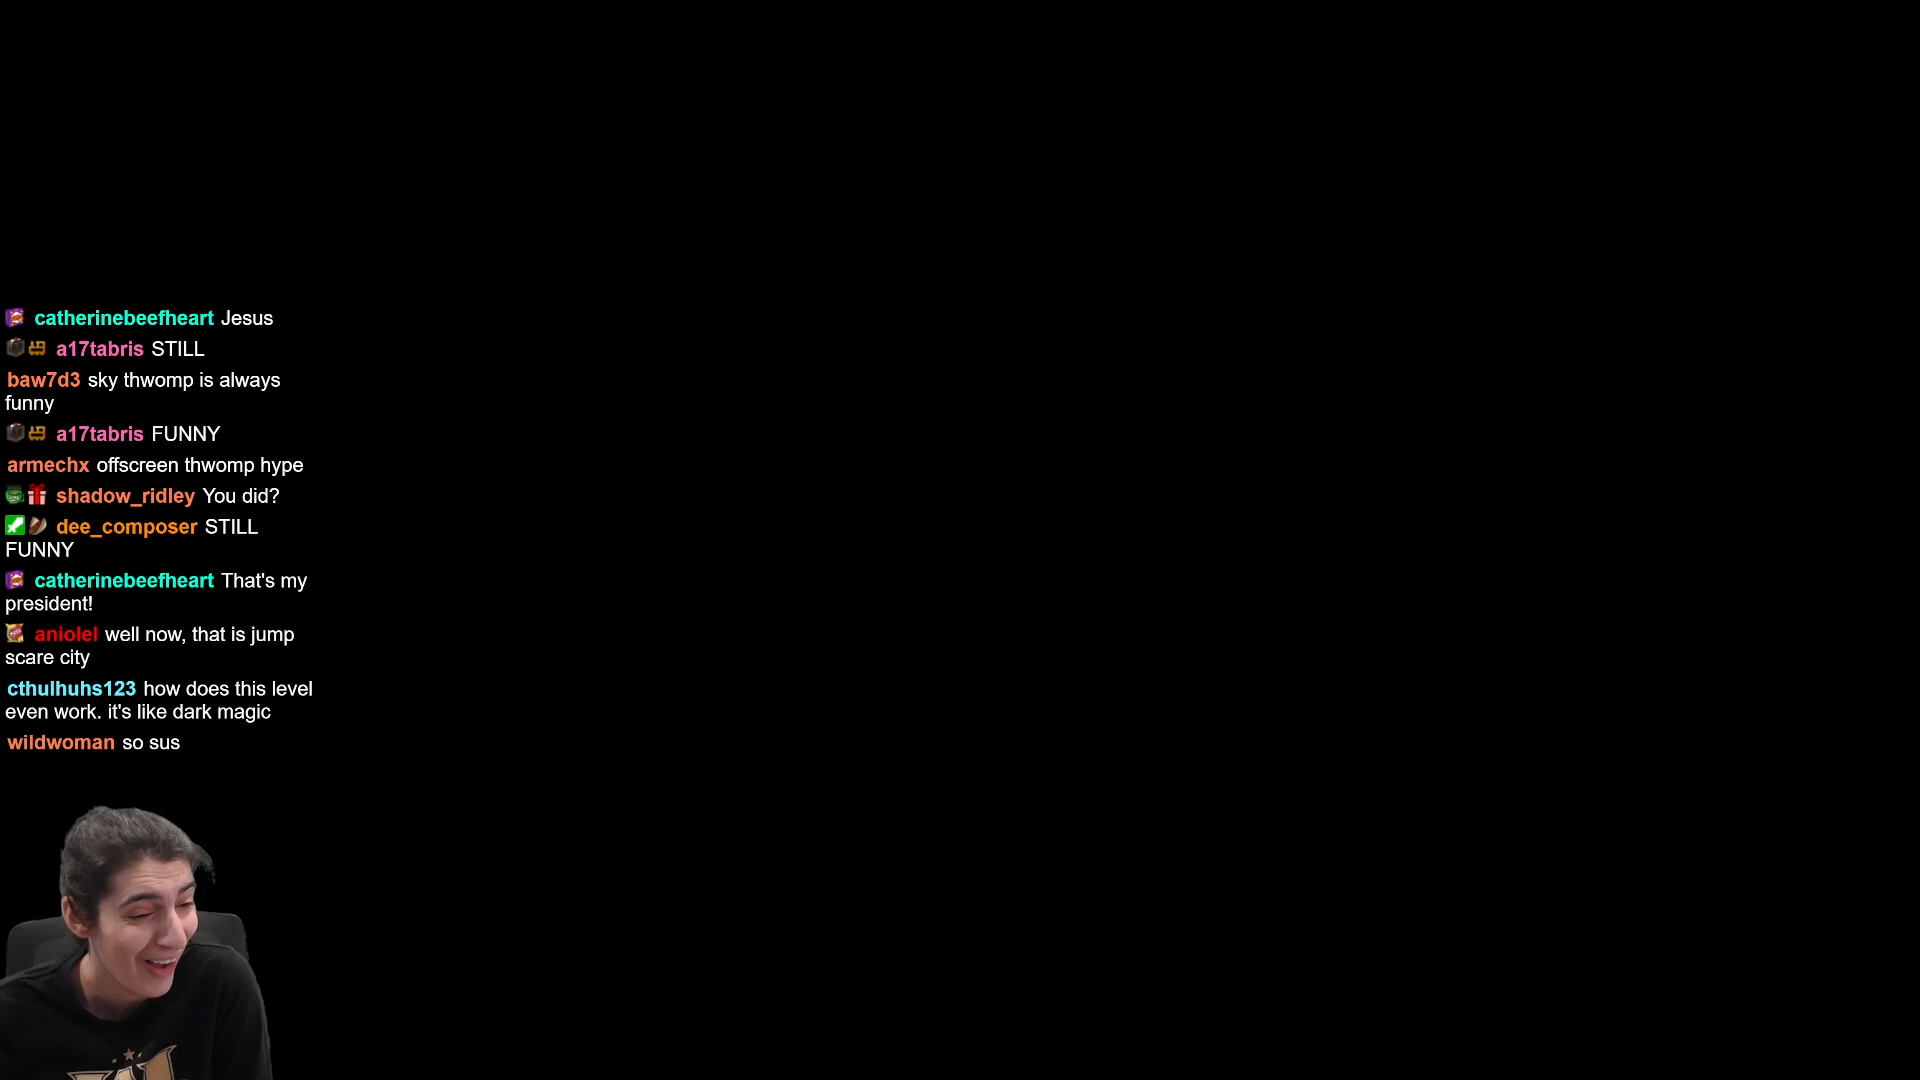 catherinebeefheart Jesus
a17tabris STILL
baw7d3 sky thwomp is always
funny
a17tabris FUNNY
armechx offscreen thwomp hype
shadow_ridley You did?
dee_composer STILL
FUNNY
catherinebeefheart That's my
president!
aniolel well now, that is jump
scare city
cthulhuhs123 how does this level
even work. it's like dark magic
wildwoman so sus